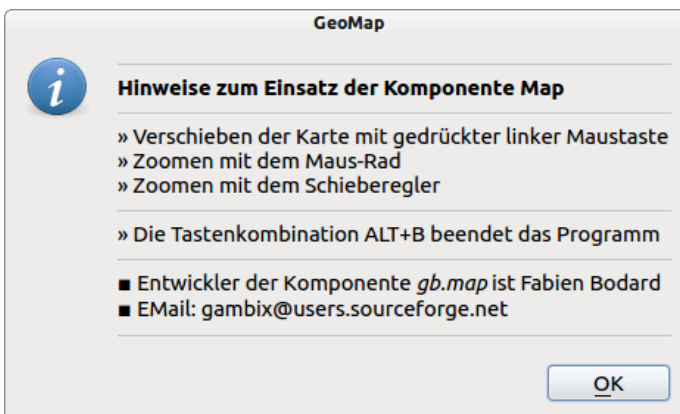 GeoMap
Hinweise zum Einsatz der Komponente Map
» Verschieben der Karte mit gedrückter linker Maustaste
» Zoomen mit dem Maus-Rad
» Zoomen mit dem Schieberegler
» Die Tastenkombination ALT+B beendet das Programm
■ Entwickler der Komponente gb.map ist Fabien Bodard
■ EMail: gambix@users.sourceforge.net
OK